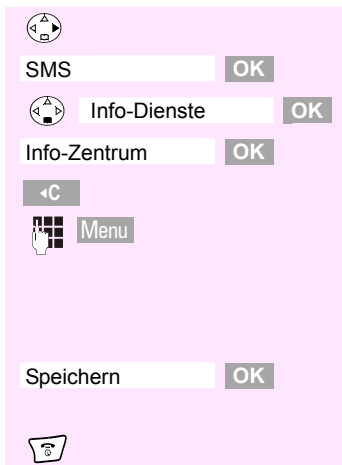 SMS OK
Info-Dienste OK
Info-Zentrum OK
C
Menu
Speichern OK